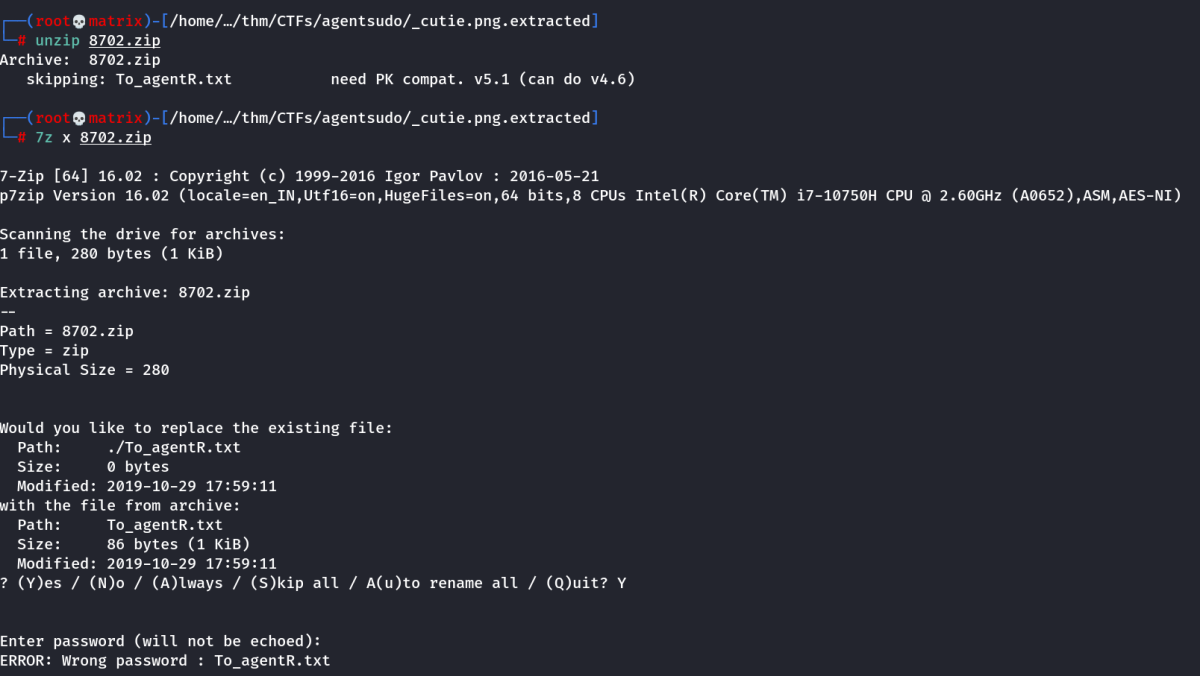 ┌──(root💀matrix)-[/home/…/thm/CTFs/agentsudo/_cutie.png.extracted]
└─# unzip 8702.zip
Archive:  8702.zip
   skipping: To_agentR.txt           need PK compat. v5.1 (can do v4.6)
┌──(root💀matrix)-[/home/…/thm/CTFs/agentsudo/_cutie.png.extracted]
└─# 7z x 8702.zip
7-Zip [64] 16.02 : Copyright (c) 1999-2016 Igor Pavlov : 2016-05-21
p7zip Version 16.02 (locale=en_IN,Utf16=on,HugeFiles=on,64 bits,8 CPUs Intel(R) Core(TM) i7-10750H CPU @ 2.60GHz (A0652),ASM,AES-NI)
Scanning the drive for archives:
1 file, 280 bytes (1 KiB)
Extracting archive: 8702.zip
--
Path = 8702.zip
Type = zip
Physical Size = 280
Would you like to replace the existing file:
  Path:     ./To_agentR.txt
  Size:     0 bytes
  Modified: 2019-10-29 17:59:11
with the file from archive:
  Path:     To_agentR.txt
  Size:     86 bytes (1 KiB)
  Modified: 2019-10-29 17:59:11
? (Y)es / (N)o / (A)lways / (S)kip all / A(u)to rename all / (Q)uit? Y
Enter password (will not be echoed):
ERROR: Wrong password : To_agentR.txt